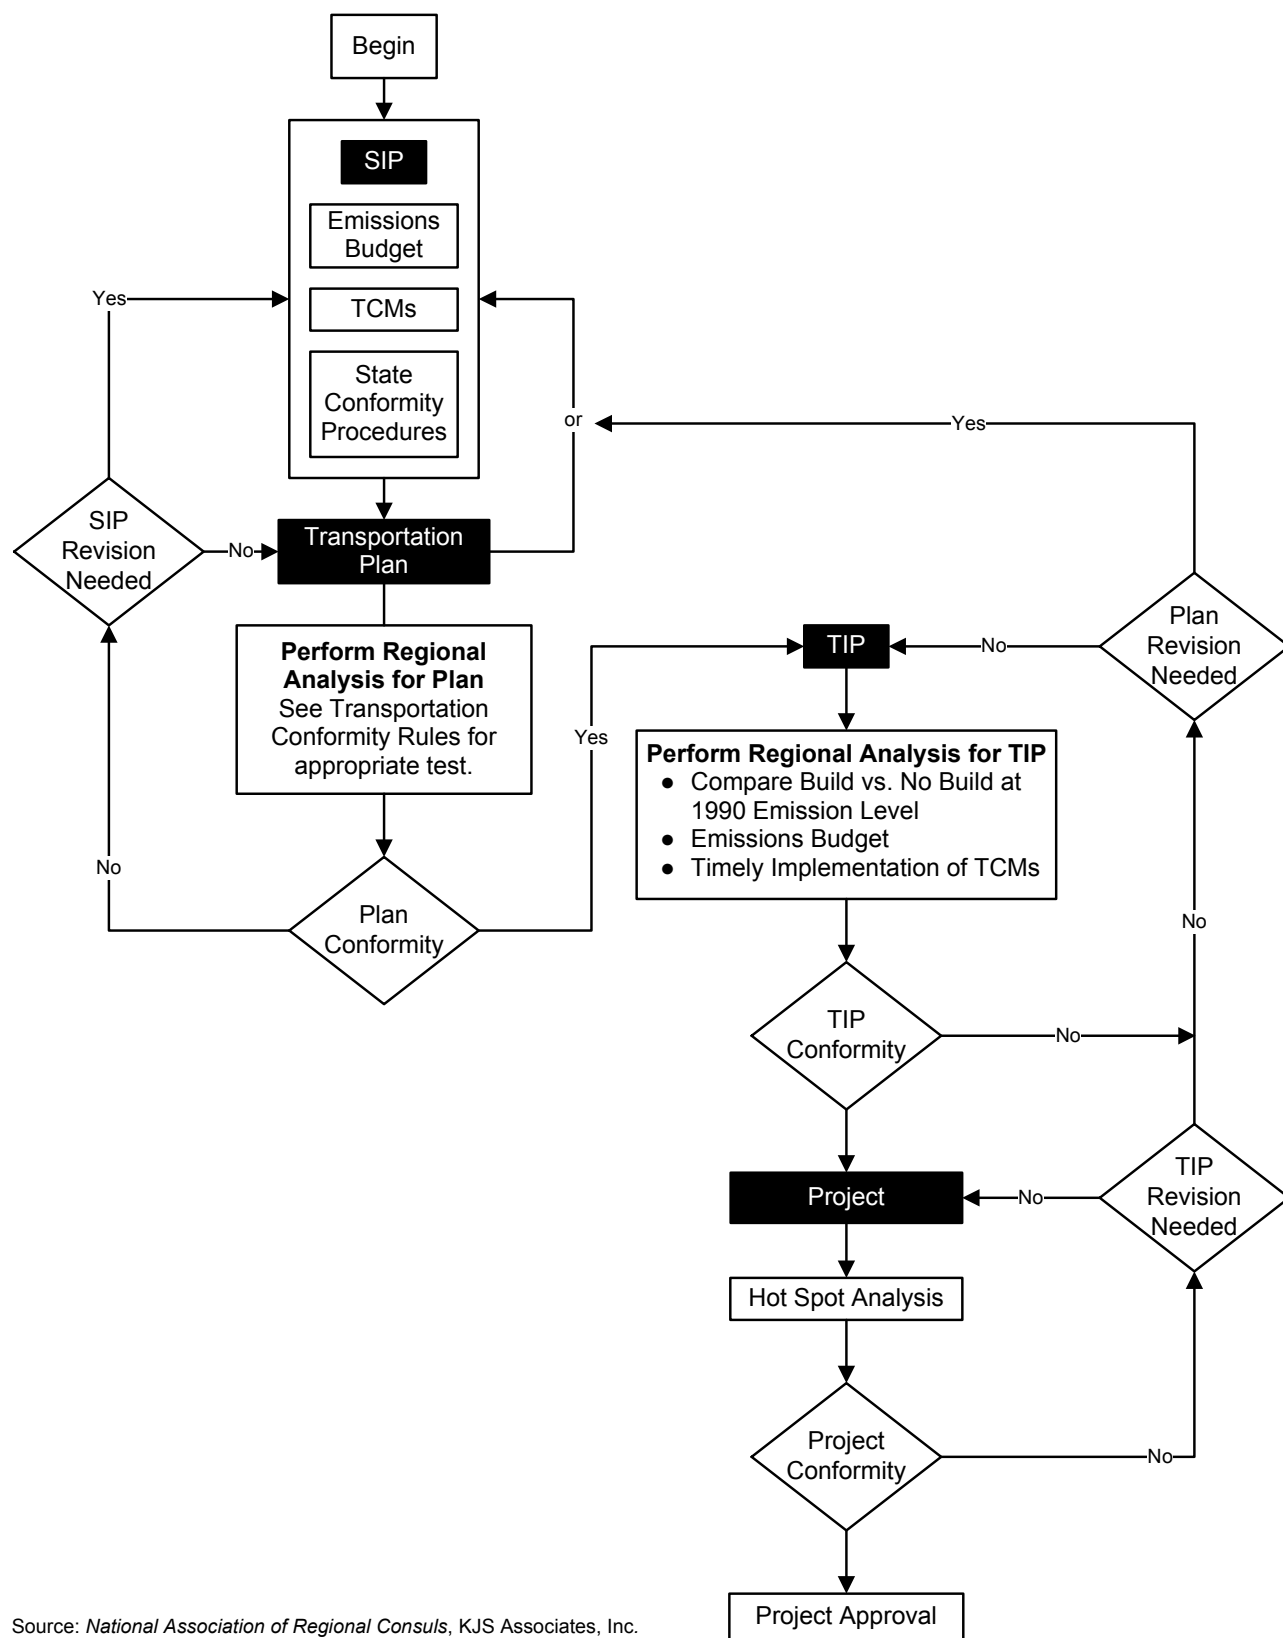 Begin
SIP
Emissions
Budget
Yes
TCMs
State
Conformity
Procedures
or
Yes
SIP
Revision
Needed
No
Transportation
Plan
Plan
Revision
Needed
No
TIP
Perform Regional
Analysis for Plan
See Transportation
Conformity Rules for
appropriate test.
Yes
Perform Regional Analysis for TIP
● Compare Build vs. No Build at
1990 Emission Level
● Emissions Budget
● Timely Implementation of TCMs
No
Plan
Conformity
No
TIP
Conformity
No
Project
No
TIP
Revision
Needed
Hot Spot Analysis
Project
Conformity
No
Project Approval
Source: National Association of Regional Consuls, KJS Associates, Inc.